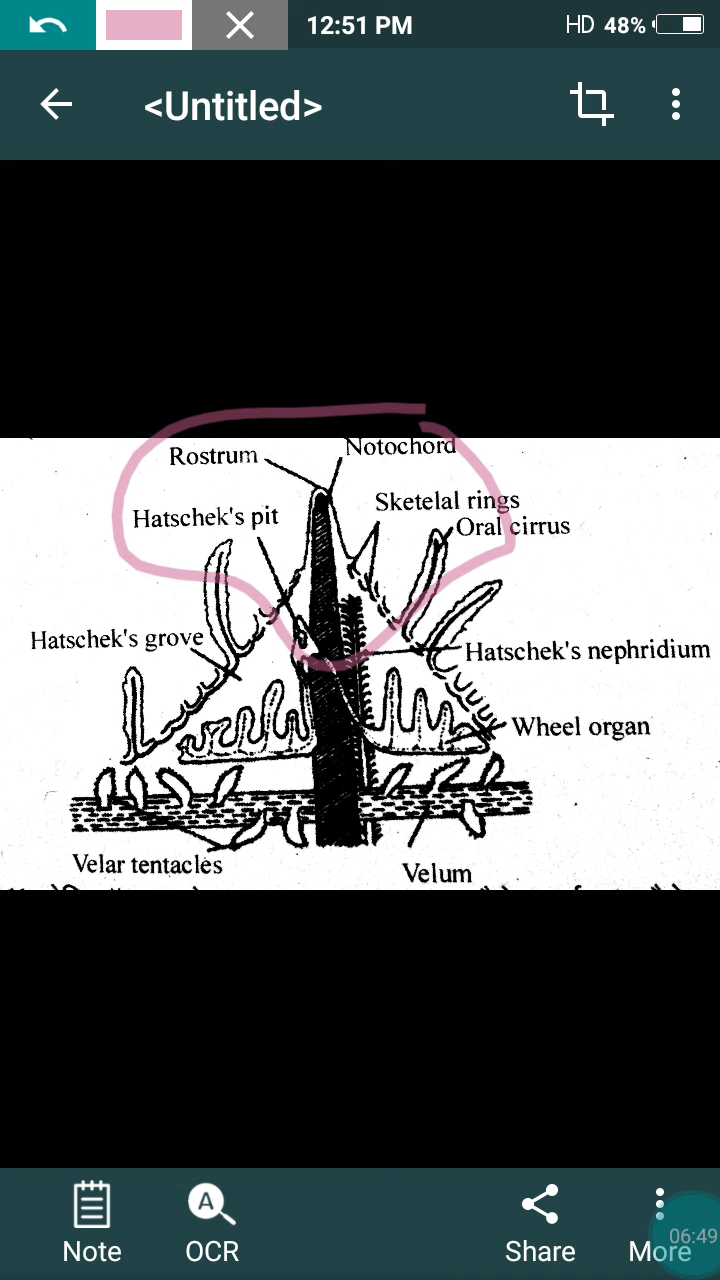 12:51 PM
HD 48%
<Untitled>
Rostrum
Notochord
Hatschek's pit
Sketelal rings
Oral cirrus
Hatschek's grove
Hatschek's nephridium
Wheel organ
Velar tentacles
Velum
Note
OCR
Share
More
06:49